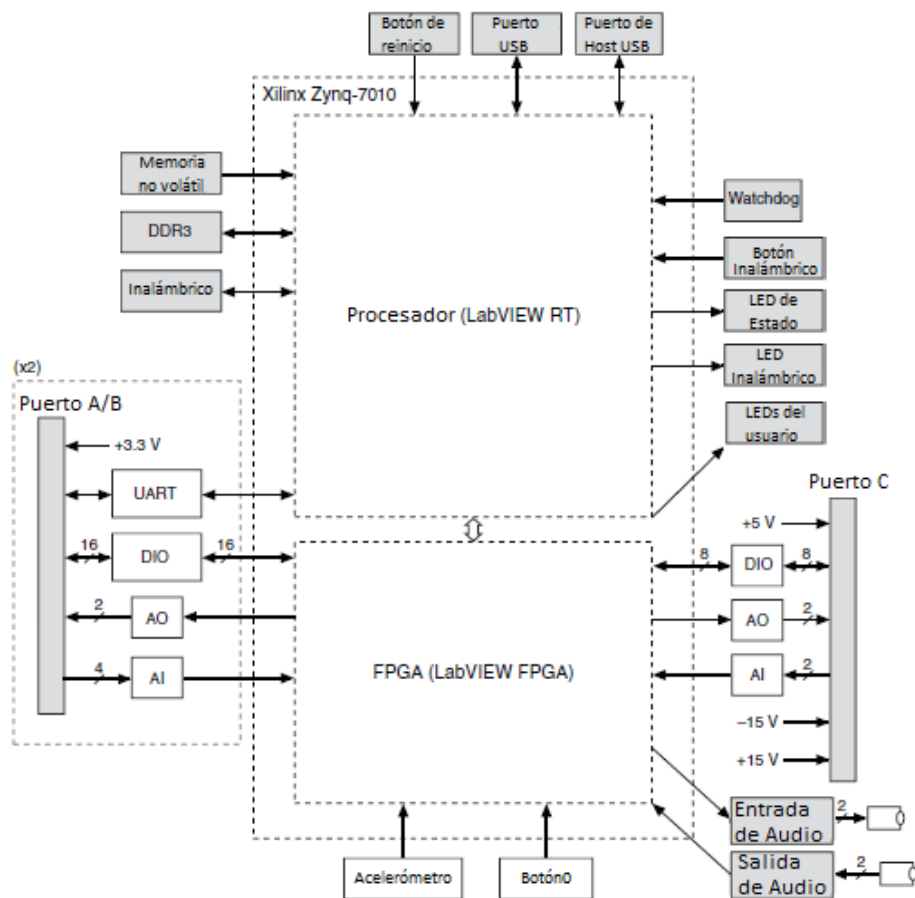 Botón de
reinicio
Puerto
USB
Puerto de
Host USB
Xilinx Zynq-7010
Memoria
no volátil
DDR3
Inalámbrico
Procesador (LabVIEW RT)
Watchdog
Botón
Inalámbrico
LED de
Estado
LED
Inalámbrico
LEDs del
usuario
(x2)
Puerto A/B
+3.3 V
UART
16
DIO
16
2
AO
4
AI
FPGA (LabVIEW FPGA)
Puerto C
+5 V
8
DIO
8
AO
2
AI
2
−15 V
+15 V
Entrada
de Audio
2
Salida
de Audio
2
Acelerómetro
Botón0